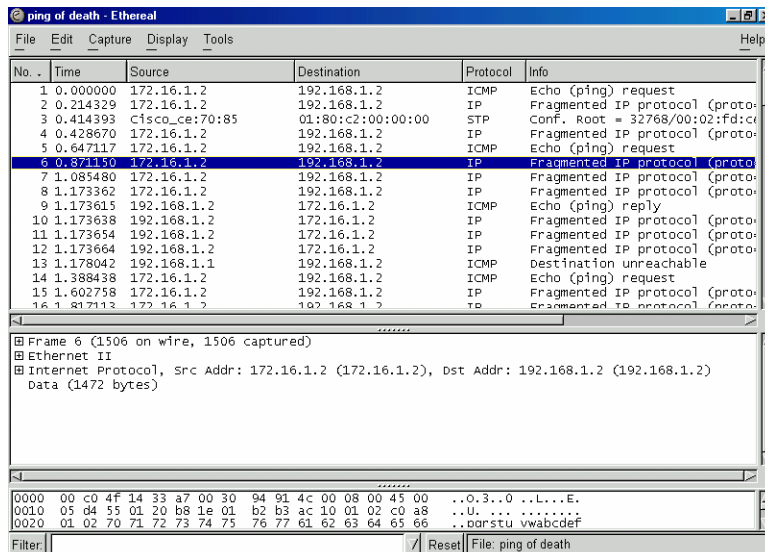 ping of death - Ethereal
File Edit Capture Display Tools Help
No. . Time Source Destination Protocol Info
1 0.000000 172.16.1.2 192.168.1.2 ICMP Echo (ping) request
2 0.214329 172.16.1.2 192.168.1.2 IP Fragmented IP protocol (proto=
3 0.414393 Cisco_ce:70:85 01:80:c2:00:00:00 STP Conf. Root = 32768/00:02:fd:ce
4 0.428670 172.16.1.2 192.168.1.2 IP Fragmented IP protocol (proto=
5 0.647117 172.16.1.2 192.168.1.2 ICMP Echo (ping) request
6 0.871150 172.16.1.2 192.168.1.2 IP Fragmented IP protocol (proto=
7 1.085480 172.16.1.2 192.168.1.2 IP Fragmented IP protocol (proto=
8 1.173362 172.16.1.2 192.168.1.2 IP Fragmented IP protocol (proto=
9 1.173615 192.168.1.2 172.16.1.2 ICMP Echo (ping) reply
10 1.173638 192.168.1.2 172.16.1.2 IP Fragmented IP protocol (proto=
11 1.173654 192.168.1.2 172.16.1.2 IP Fragmented IP protocol (proto=
12 1.173664 192.168.1.2 172.16.1.2 IP Fragmented IP protocol (proto=
13 1.178042 192.168.1.1 192.168.1.2 ICMP Destination unreachable
14 1.388438 172.16.1.2 192.168.1.2 ICMP Echo (ping) request
15 1.602758 172.16.1.2 192.168.1.2 IP Fragmented IP protocol (proto=
16 1.817113 172.16.1.2 192.168.1.2 IP Fragmented IP protocol (proto=
Frame 6 (1506 on wire, 1506 captured)
Ethernet II
Internet Protocol, Src Addr: 172.16.1.2 (172.16.1.2), Dst Addr: 192.168.1.2 (192.168.1.2)
Data (1472 bytes)
0000 00 c0 4f 14 33 a7 00 30 94 91 4c 00 08 00 45 00 ..O.3..0 ..L...E.
0010 05 d4 55 01 20 b8 1e 01 b2 b3 ac 10 01 02 c0 a8 ..U. ... ........
0020 01 02 70 71 72 73 74 75 76 77 61 62 63 64 65 66 ..pqrstu vwabcdef
Filter: Reset File: ping of death